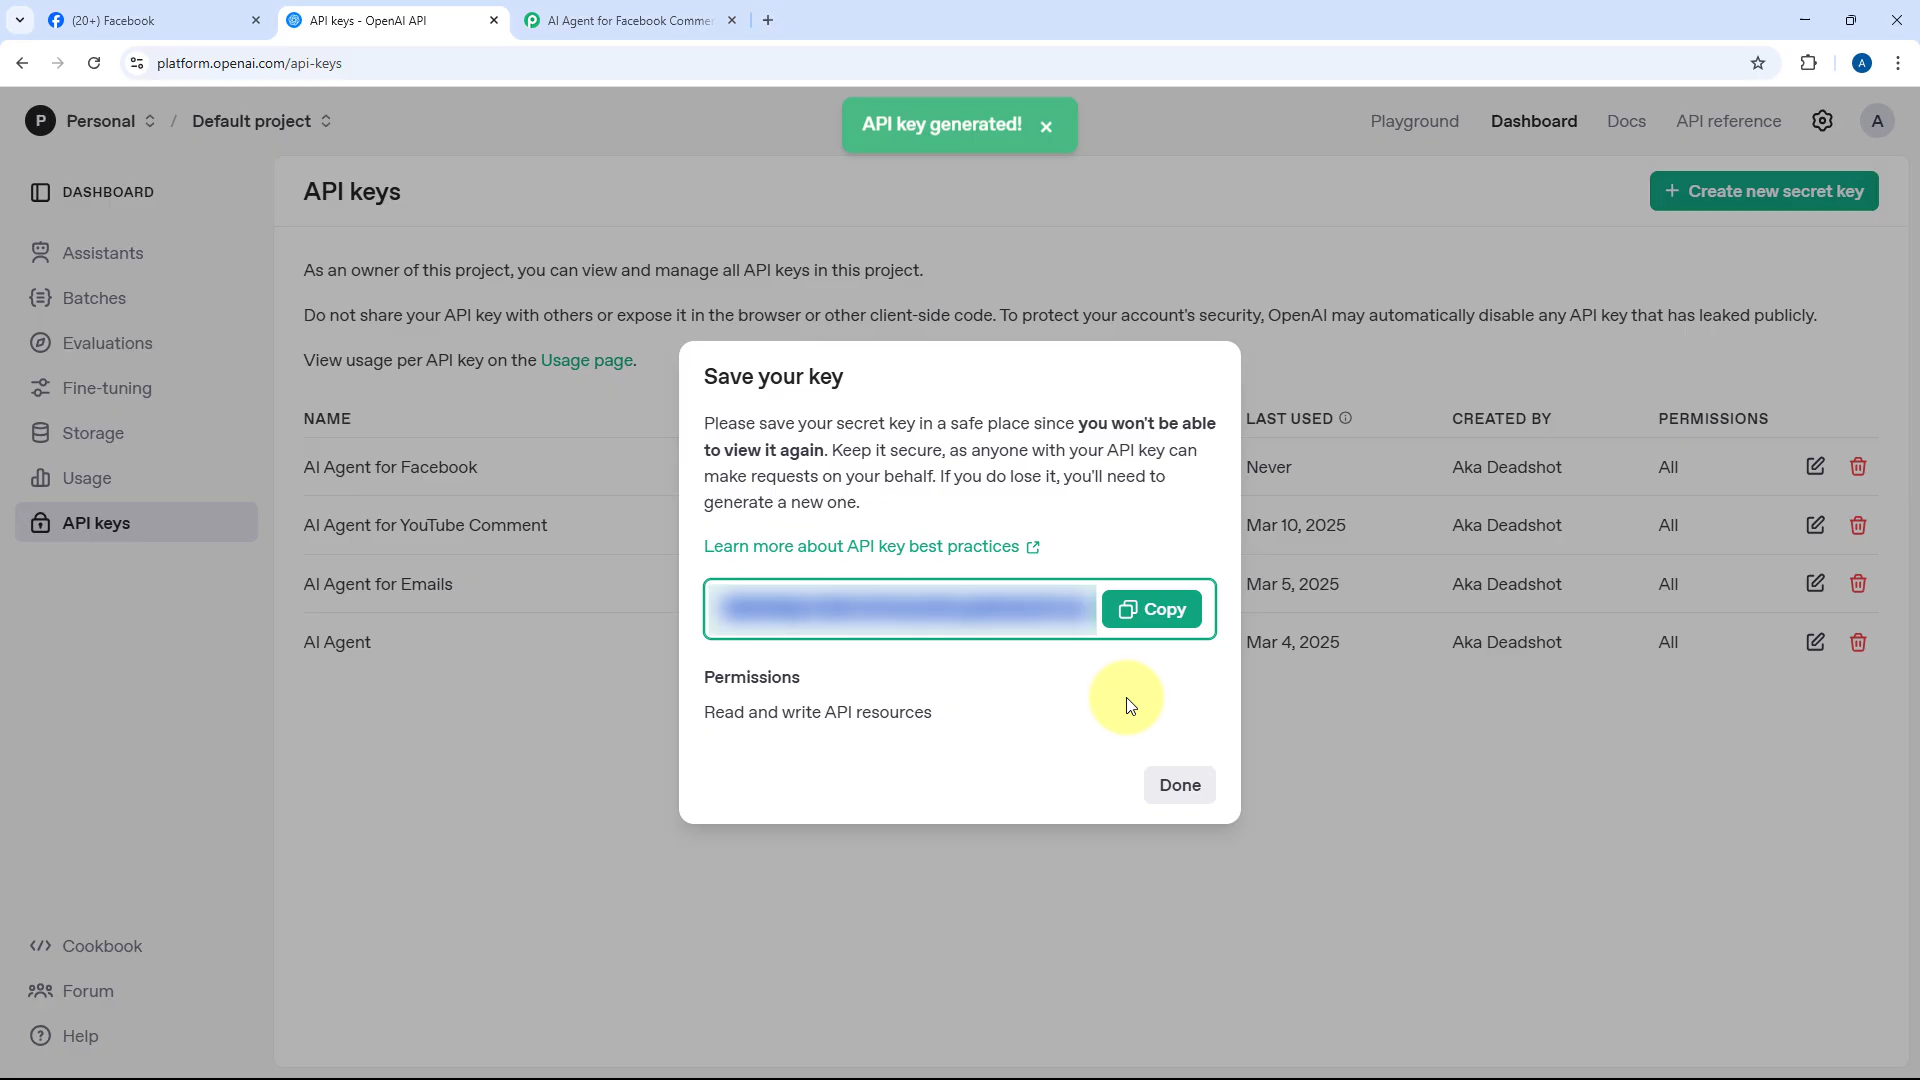 (20+) Facebook
API keys - OpenAI API
AI Agent for Facebook Commer
platform.openai.com/api-keys
A
P Personal / Default project
API key generated!
Playground Dashboard Docs API reference A
DASHBOARD
Assistants
Batches
Evaluations
Fine-tuning
Storage
Usage
API keys
Cookbook
Forum
Help
API keys
+ Create new secret key
As an owner of this project, you can view and manage all API keys in this project.
Do not share your API key with others or expose it in the browser or other client-side code. To protect your account's security, OpenAI may automatically disable any API key that has leaked publicly.
View usage per API key on the Usage page.
NAME LAST USED CREATED BY PERMISSIONS
AI Agent for Facebook Never Aka Deadshot All
AI Agent for YouTube Comment Mar 10, 2025 Aka Deadshot All
AI Agent for Emails Mar 5, 2025 Aka Deadshot All
AI Agent Mar 4, 2025 Aka Deadshot All
Save your key
Please save your secret key in a safe place since you won't be able
to view it again. Keep it secure, as anyone with your API key can
make requests on your behalf. If you do lose it, you'll need to
generate a new one.
Learn more about API key best practices
Copy
Permissions
Read and write API resources
Done